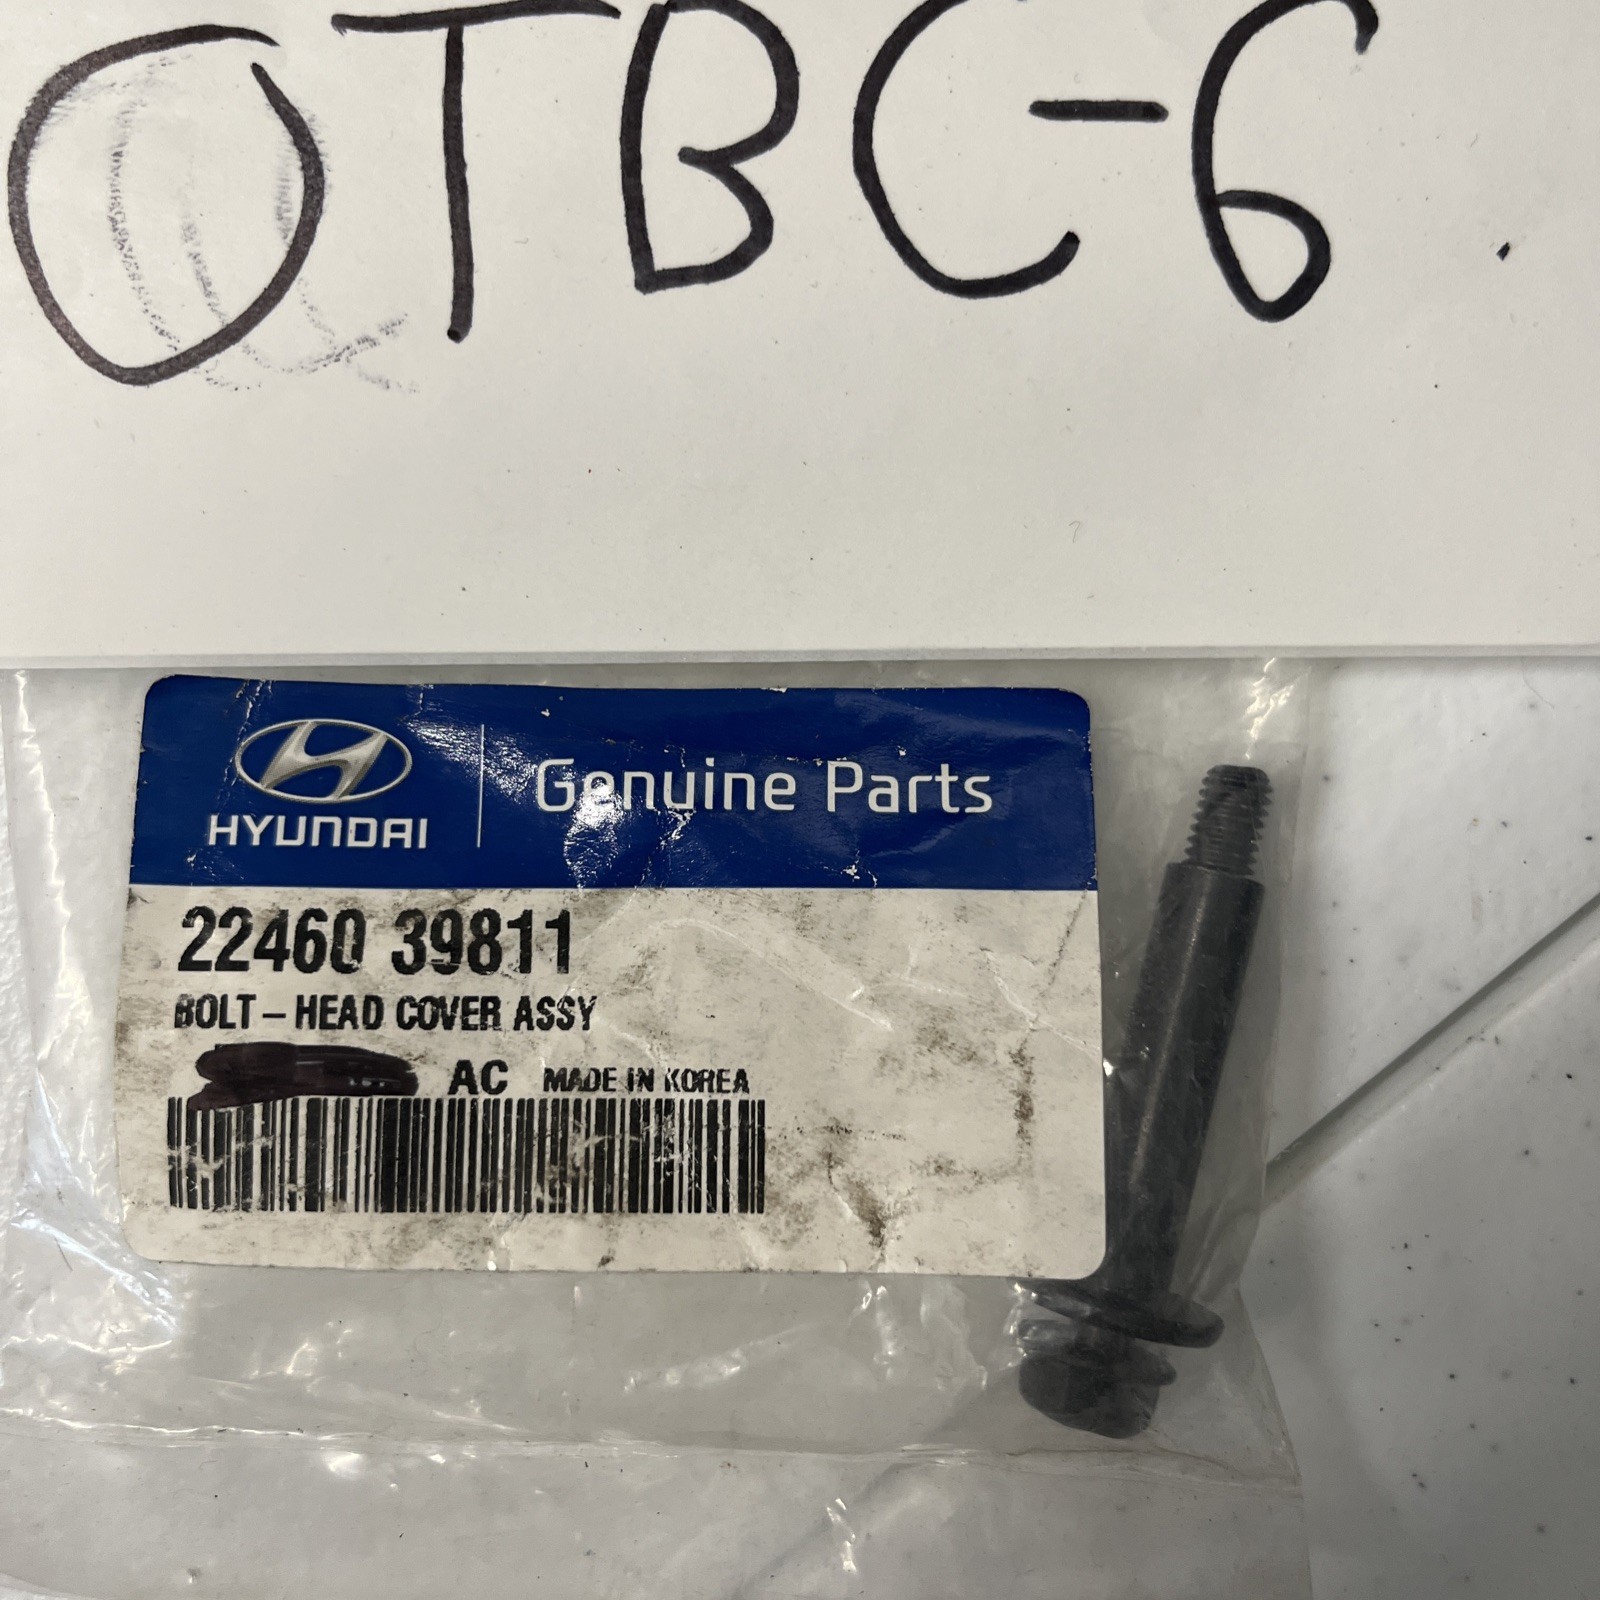 OTBC-6
HYUNDAI Genuine Parts
22460 39811
BOLT-HEAD COVER ASSY
AC MADE IN KOREA